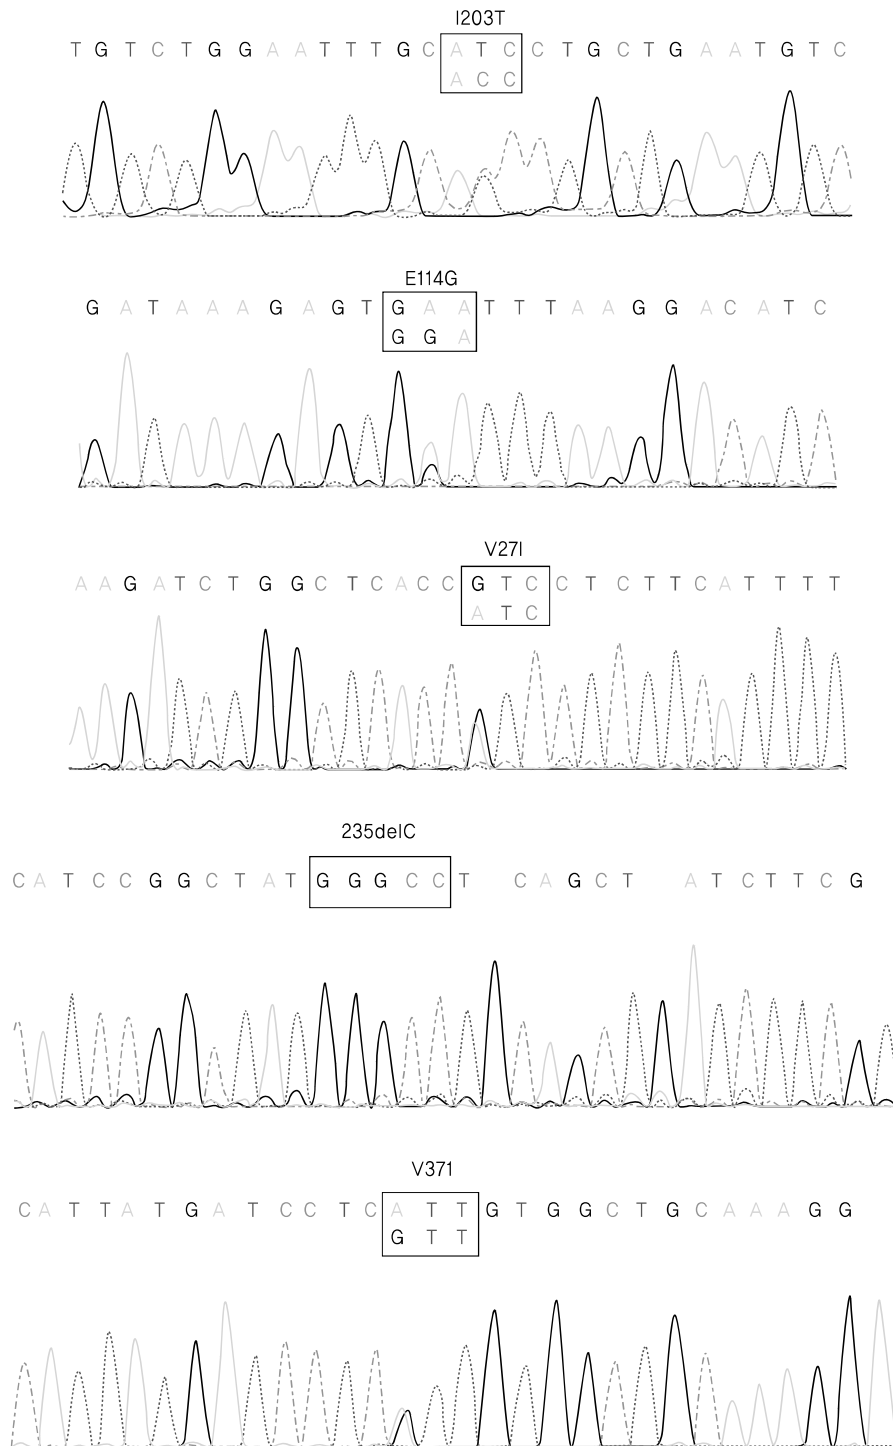 I203T
T G T C T G G A A T T T G C A T C C T G C T G A A T G T C
A C C
E114G
G A T A A A G A G T G A A T T T A A G G A C A T C
G G A
V27I
A A G A T C T G G C T C A C C G T C C T C T T C A T T T T
A T C
235delC
C A T C C G G C T A T G G G C C T C A G C T A T C T T C G
V371
C A T T A T G A T C C T C A T T G T G G C T G C A A A G G
G T T